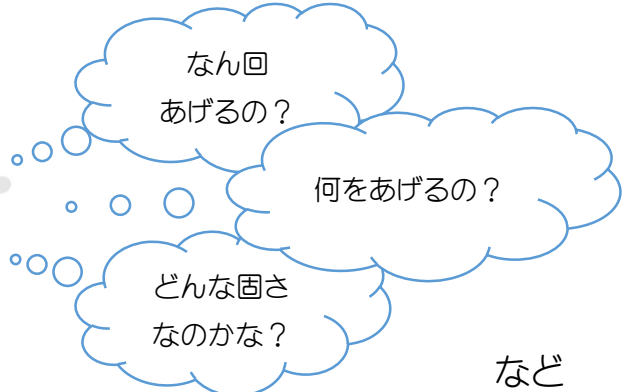 なん回
あげるの？
何をあげるの？
どんな固さ
なのかな？
など